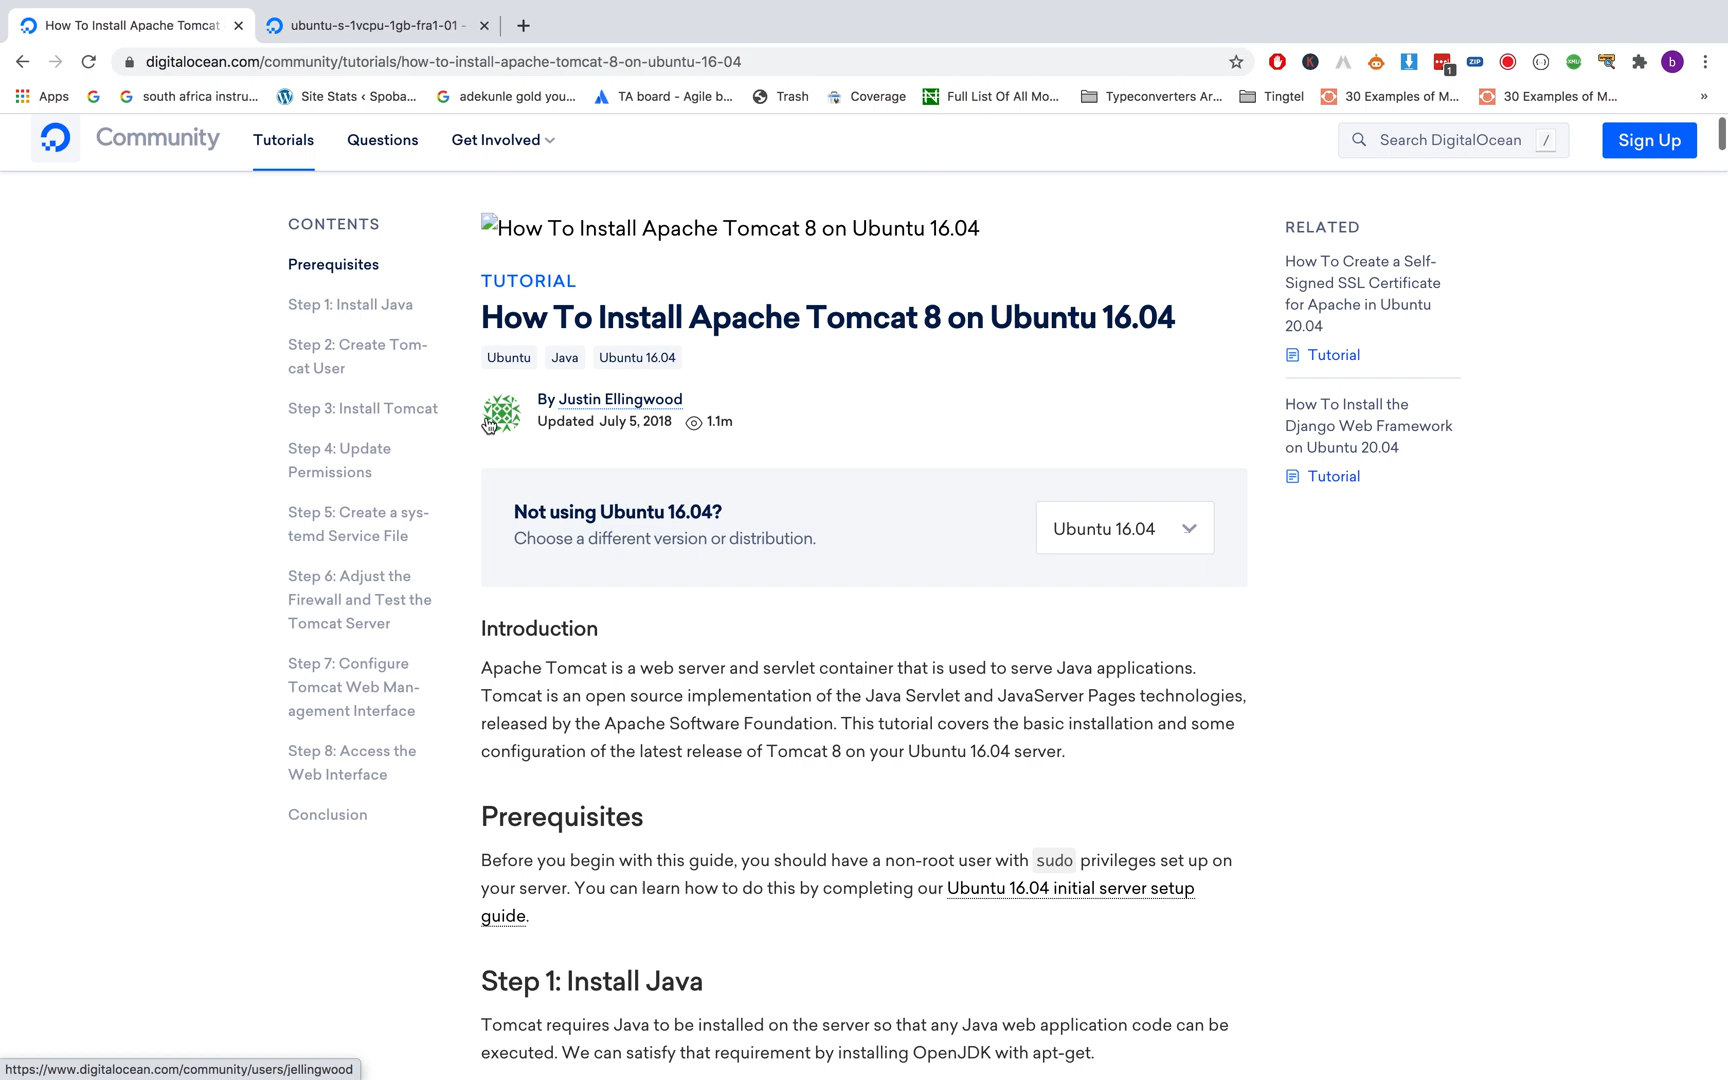 How To Install Apache Tomcat
ubuntu-s-1vcpu-1gb-fra1-01 -
digitalocean.com/community/tutorials/how-to-install-apache-tomcat-8-on-ubuntu-16-04
K
1
ZIP
b
Apps
south africa instru...
Site Stats ‹ Spoba...
adekunle gold you...
TA board - Agile b...
Trash
Coverage
Full List Of All Mo...
Typeconverters Ar...
Tingtel
30 Examples of M...
30 Examples of M...
»
Community
Tutorials
Questions
Get Involved
Search DigitalOcean /
Sign Up
CONTENTS
Prerequisites
Step 1: Install Java
Step 2: Create Tom-
cat User
Step 3: Install Tomcat
Step 4: Update
Permissions
Step 5: Create a sys-
temd Service File
Step 6: Adjust the
Firewall and Test the
Tomcat Server
Step 7: Configure
Tomcat Web Man-
agement Interface
Step 8: Access the
Web Interface
Conclusion
How To Install Apache Tomcat 8 on Ubuntu 16.04
TUTORIAL
How To Install Apache Tomcat 8 on Ubuntu 16.04
Ubuntu Java Ubuntu 16.04
By Justin Ellingwood
Updated July 5, 2018 1.1m
Not using Ubuntu 16.04?
Choose a different version or distribution.
Ubuntu 16.04
Introduction
Apache Tomcat is a web server and servlet container that is used to serve Java applications.
Tomcat is an open source implementation of the Java Servlet and JavaServer Pages technologies,
released by the Apache Software Foundation. This tutorial covers the basic installation and some
configuration of the latest release of Tomcat 8 on your Ubuntu 16.04 server.
Prerequisites
Before you begin with this guide, you should have a non-root user with sudo privileges set up on
your server. You can learn how to do this by completing our Ubuntu 16.04 initial server setup
guide.
Step 1: Install Java
Tomcat requires Java to be installed on the server so that any Java web application code can be
executed. We can satisfy that requirement by installing OpenJDK with apt-get.
RELATED
How To Create a Self-
Signed SSL Certificate
for Apache in Ubuntu
20.04
Tutorial
How To Install the
Django Web Framework
on Ubuntu 20.04
Tutorial
https://www.digitalocean.com/community/users/jellingwood